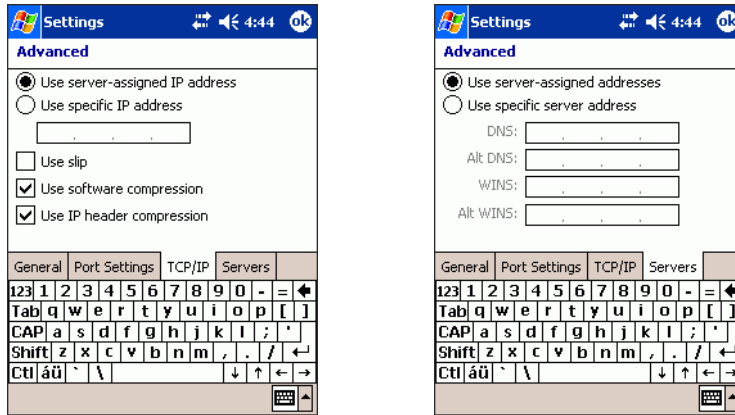 Settings 4:44 ok
Advanced
Use server-assigned IP address
Use specific IP address
. . .
Use slip
Use software compression
Use IP header compression
General Port Settings TCP/IP Servers
123 1 2 3 4 5 6 7 8 9 0 - =
Tab q w e r t y u i o p [ ]
CAP a s d f g h j k l ; '
Shift z x c v b n m , . /
Ctl áü ` \
Settings 4:44 ok
Advanced
Use server-assigned addresses
Use specific server address
DNS: . . .
Alt DNS: . . .
WINS: . . .
Alt WINS: . . .
General Port Settings TCP/IP Servers
123 1 2 3 4 5 6 7 8 9 0 - =
Tab q w e r t y u i o p [ ]
CAP a s d f g h j k l ; '
Shift z x c v b n m , . /
Ctl áü ` \